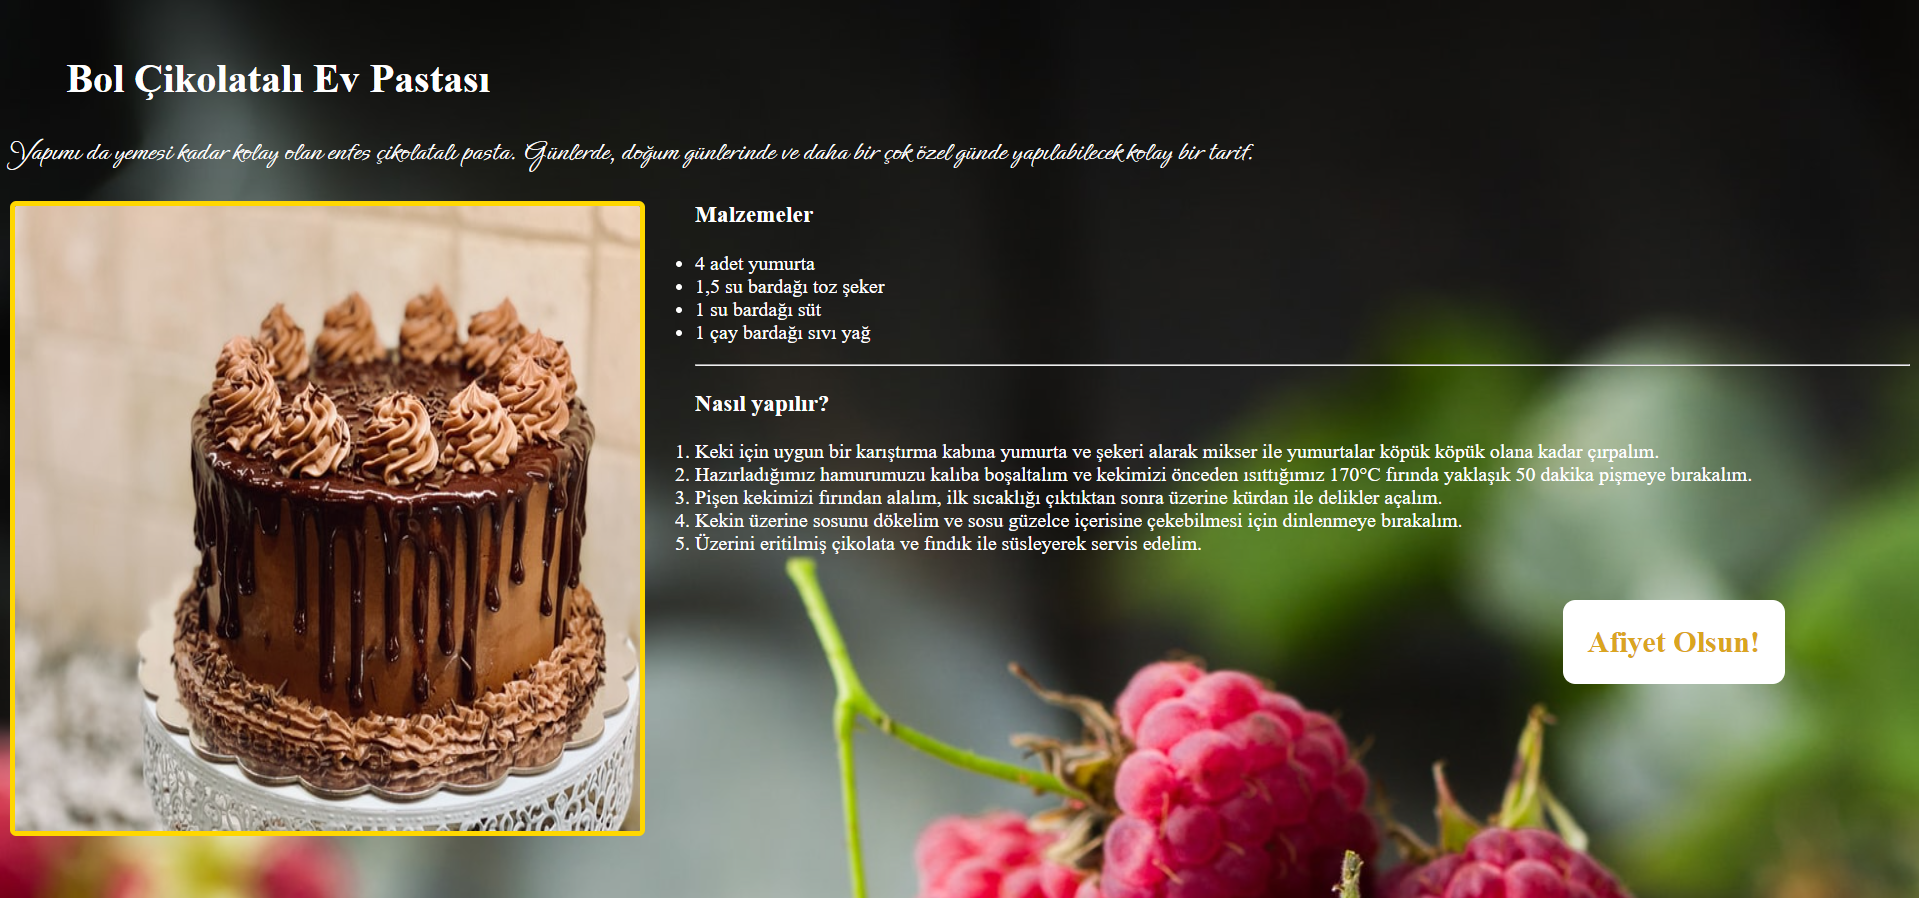 Bol Çikolatalı Ev Pastası
Yapımı da yemesi kadar kolay olan enfes çikolatalı pasta. Günlerde, doğum günlerinde ve daha bir çok özel günde yapılabilecek kolay bir tarif.
Malzemeler
• 4 adet yumurta
• 1,5 su bardağı toz şeker
• 1 su bardağı süt
• 1 çay bardağı sıvı yağ
Nasıl yapılır?
1. Keki için uygun bir karıştırma kabına yumurta ve şekeri alarak mikser ile yumurtalar köpük köpük olana kadar çırpalım.
2. Hazırladığımız hamurumuzu kalıba boşaltalım ve kekimizi önceden ısıttığımız 170°C fırında yaklaşık 50 dakika pişmeye bırakalım.
3. Pişen kekimizi fırından alalım, ilk sıcaklığı çıktıktan sonra üzerine kürdan ile delikler açalım.
4. Kekin üzerine sosunu dökelim ve sosu güzelce içerisine çekebilmesi için dinlenmeye bırakalım.
5. Üzerini eritilmiş çikolata ve fındık ile süsleyerek servis edelim.
Afiyet Olsun!